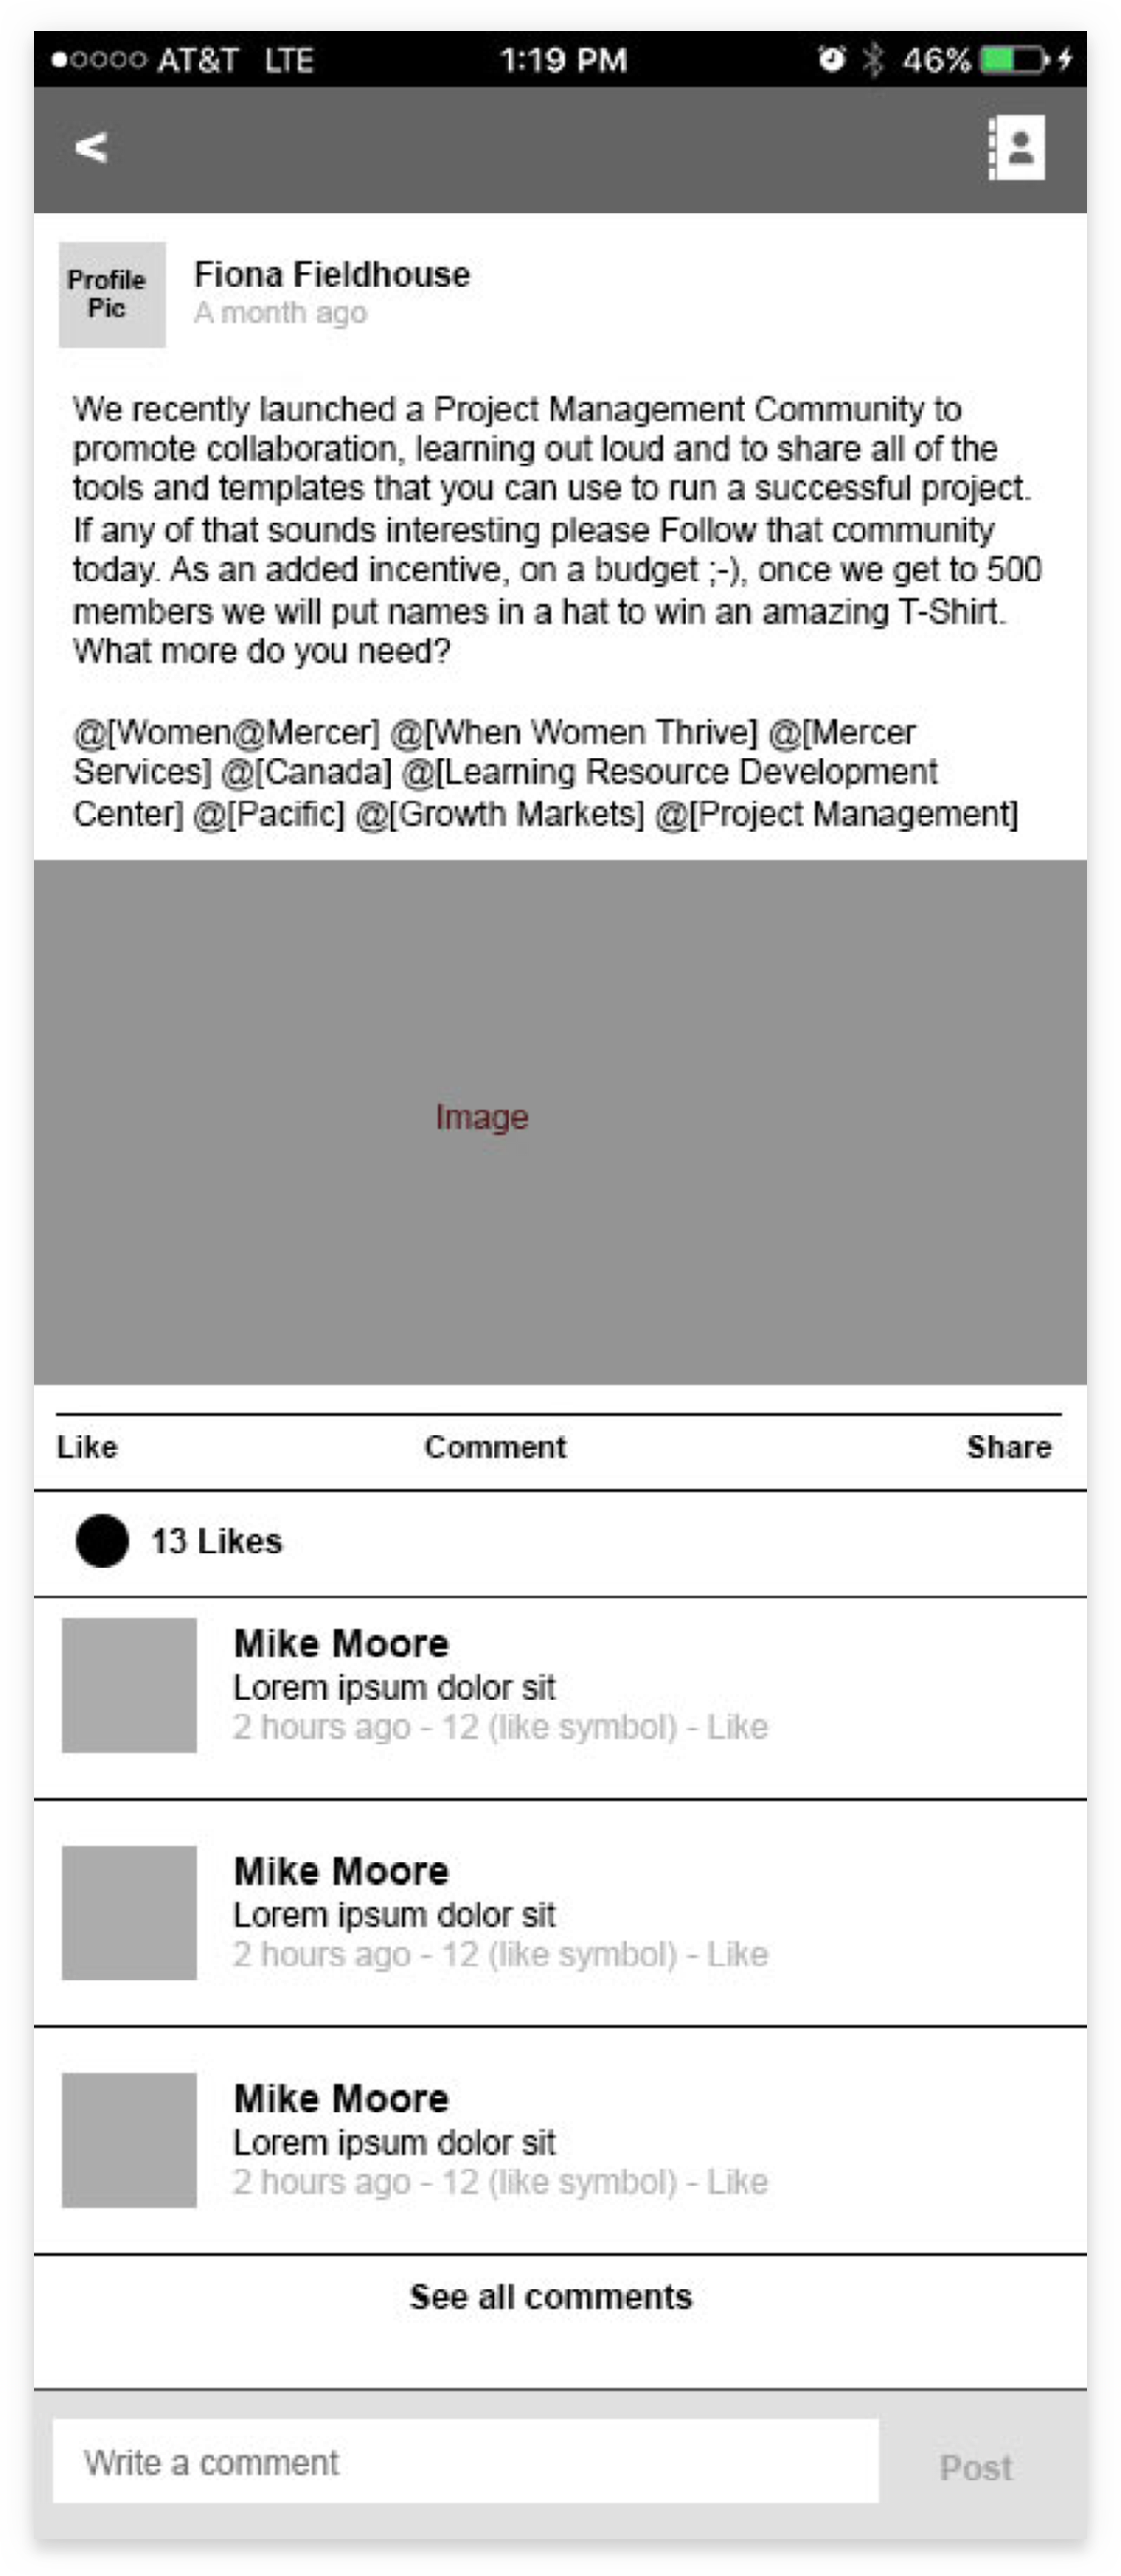 AT&T LTE 1:19 PM 46%
<
Profile
Pic
Fiona Fieldhouse
A month ago
We recently launched a Project Management Community to
promote collaboration, learning out loud and to share all of the
tools and templates that you can use to run a successful project.
If any of that sounds interesting please Follow that community
today. As an added incentive, on a budget ;-), once we get to 500
members we will put names in a hat to win an amazing T-Shirt.
What more do you need?
@[Women@Mercer] @[When Women Thrive] @[Mercer
Services] @[Canada] @[Learning Resource Development
Center] @[Pacific] @[Growth Markets] @[Project Management]
Image
Like Comment Share
13 Likes
Mike Moore
Lorem ipsum dolor sit
2 hours ago - 12 (like symbol) - Like
Mike Moore
Lorem ipsum dolor sit
2 hours ago - 12 (like symbol) - Like
Mike Moore
Lorem ipsum dolor sit
2 hours ago - 12 (like symbol) - Like
See all comments
Write a comment Post